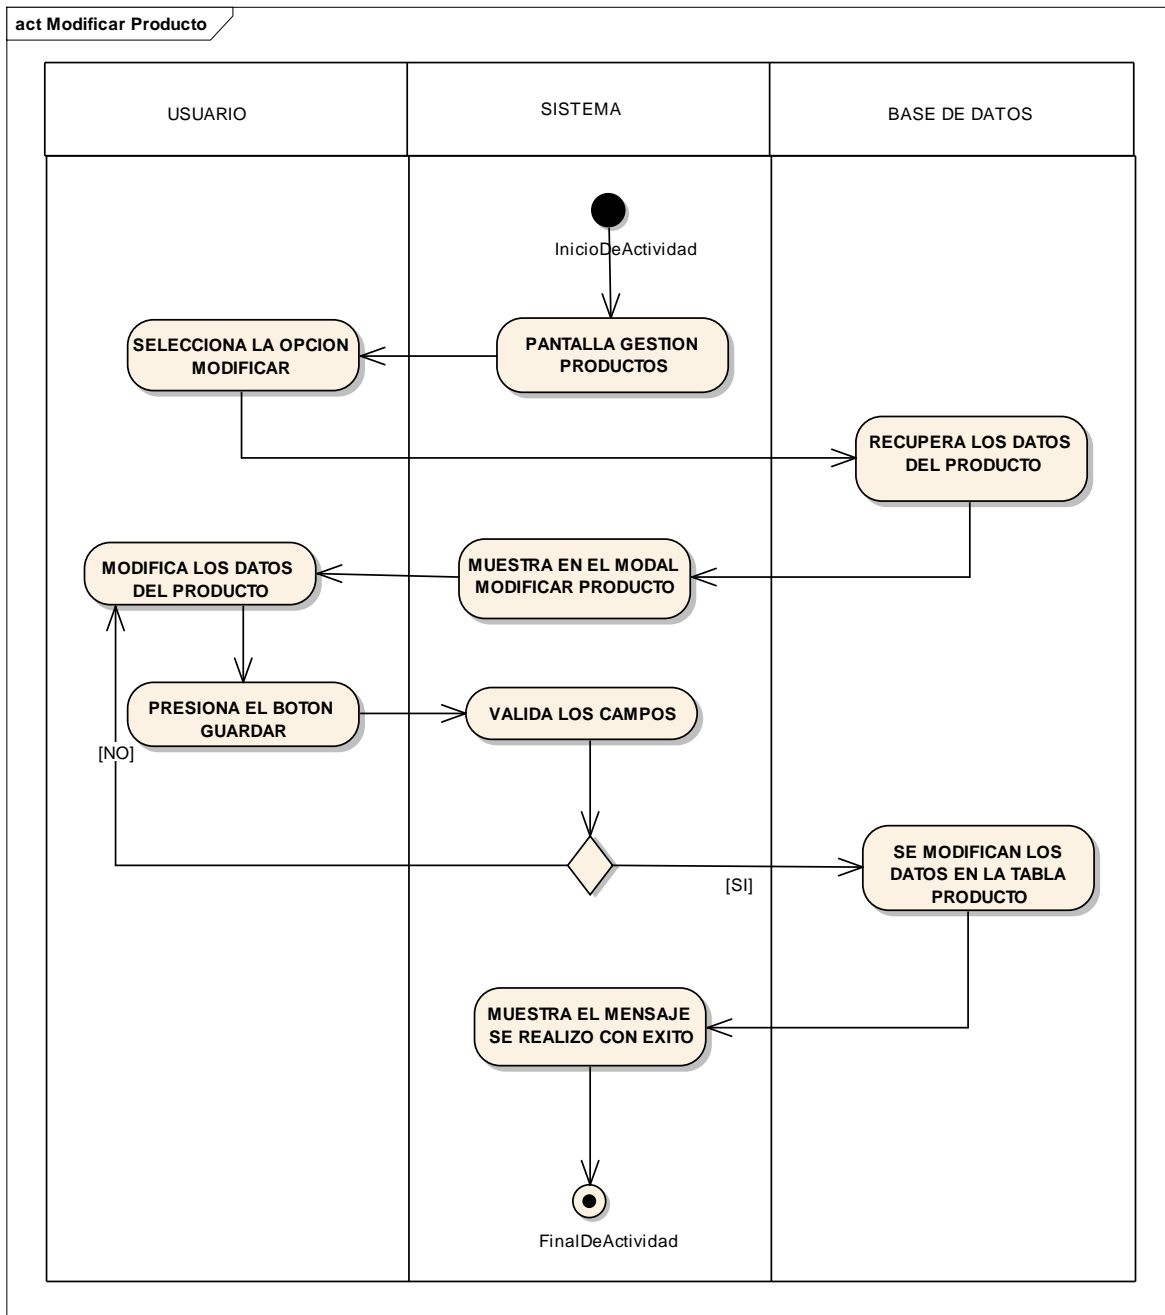 act Modificar Producto
USUARIO
SISTEMA
BASE DE DATOS
InicioDeActividad
SELECCIONA LA OPCION
MODIFICAR
PANTALLA GESTION
PRODUCTOS
RECUPERA LOS DATOS
DEL PRODUCTO
MODIFICA LOS DATOS
DEL PRODUCTO
MUESTRA EN EL MODAL
MODIFICAR PRODUCTO
PRESIONA EL BOTON
GUARDAR
VALIDA LOS CAMPOS
[NO]
[SI]
SE MODIFICAN LOS
DATOS EN LA TABLA
PRODUCTO
MUESTRA EL MENSAJE
SE REALIZO CON EXITO
FinalDeActividad